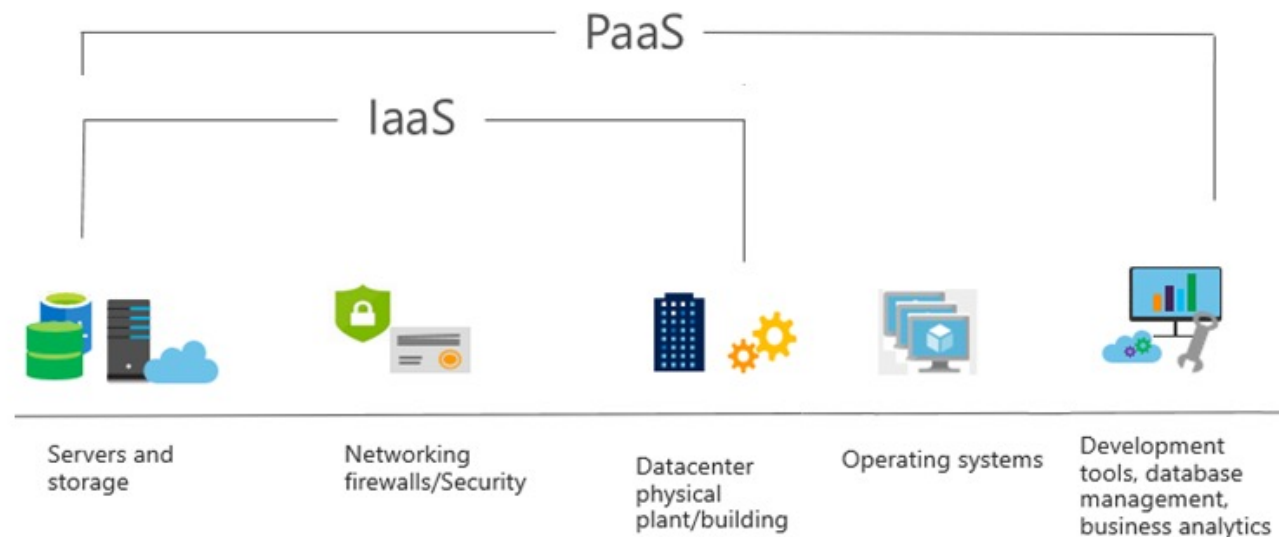 PaaS
IaaS
Servers and
storage
Networking
firewalls/Security
Datacenter
physical
plant/building
Operating systems
Development
tools, database
management,
business analytics